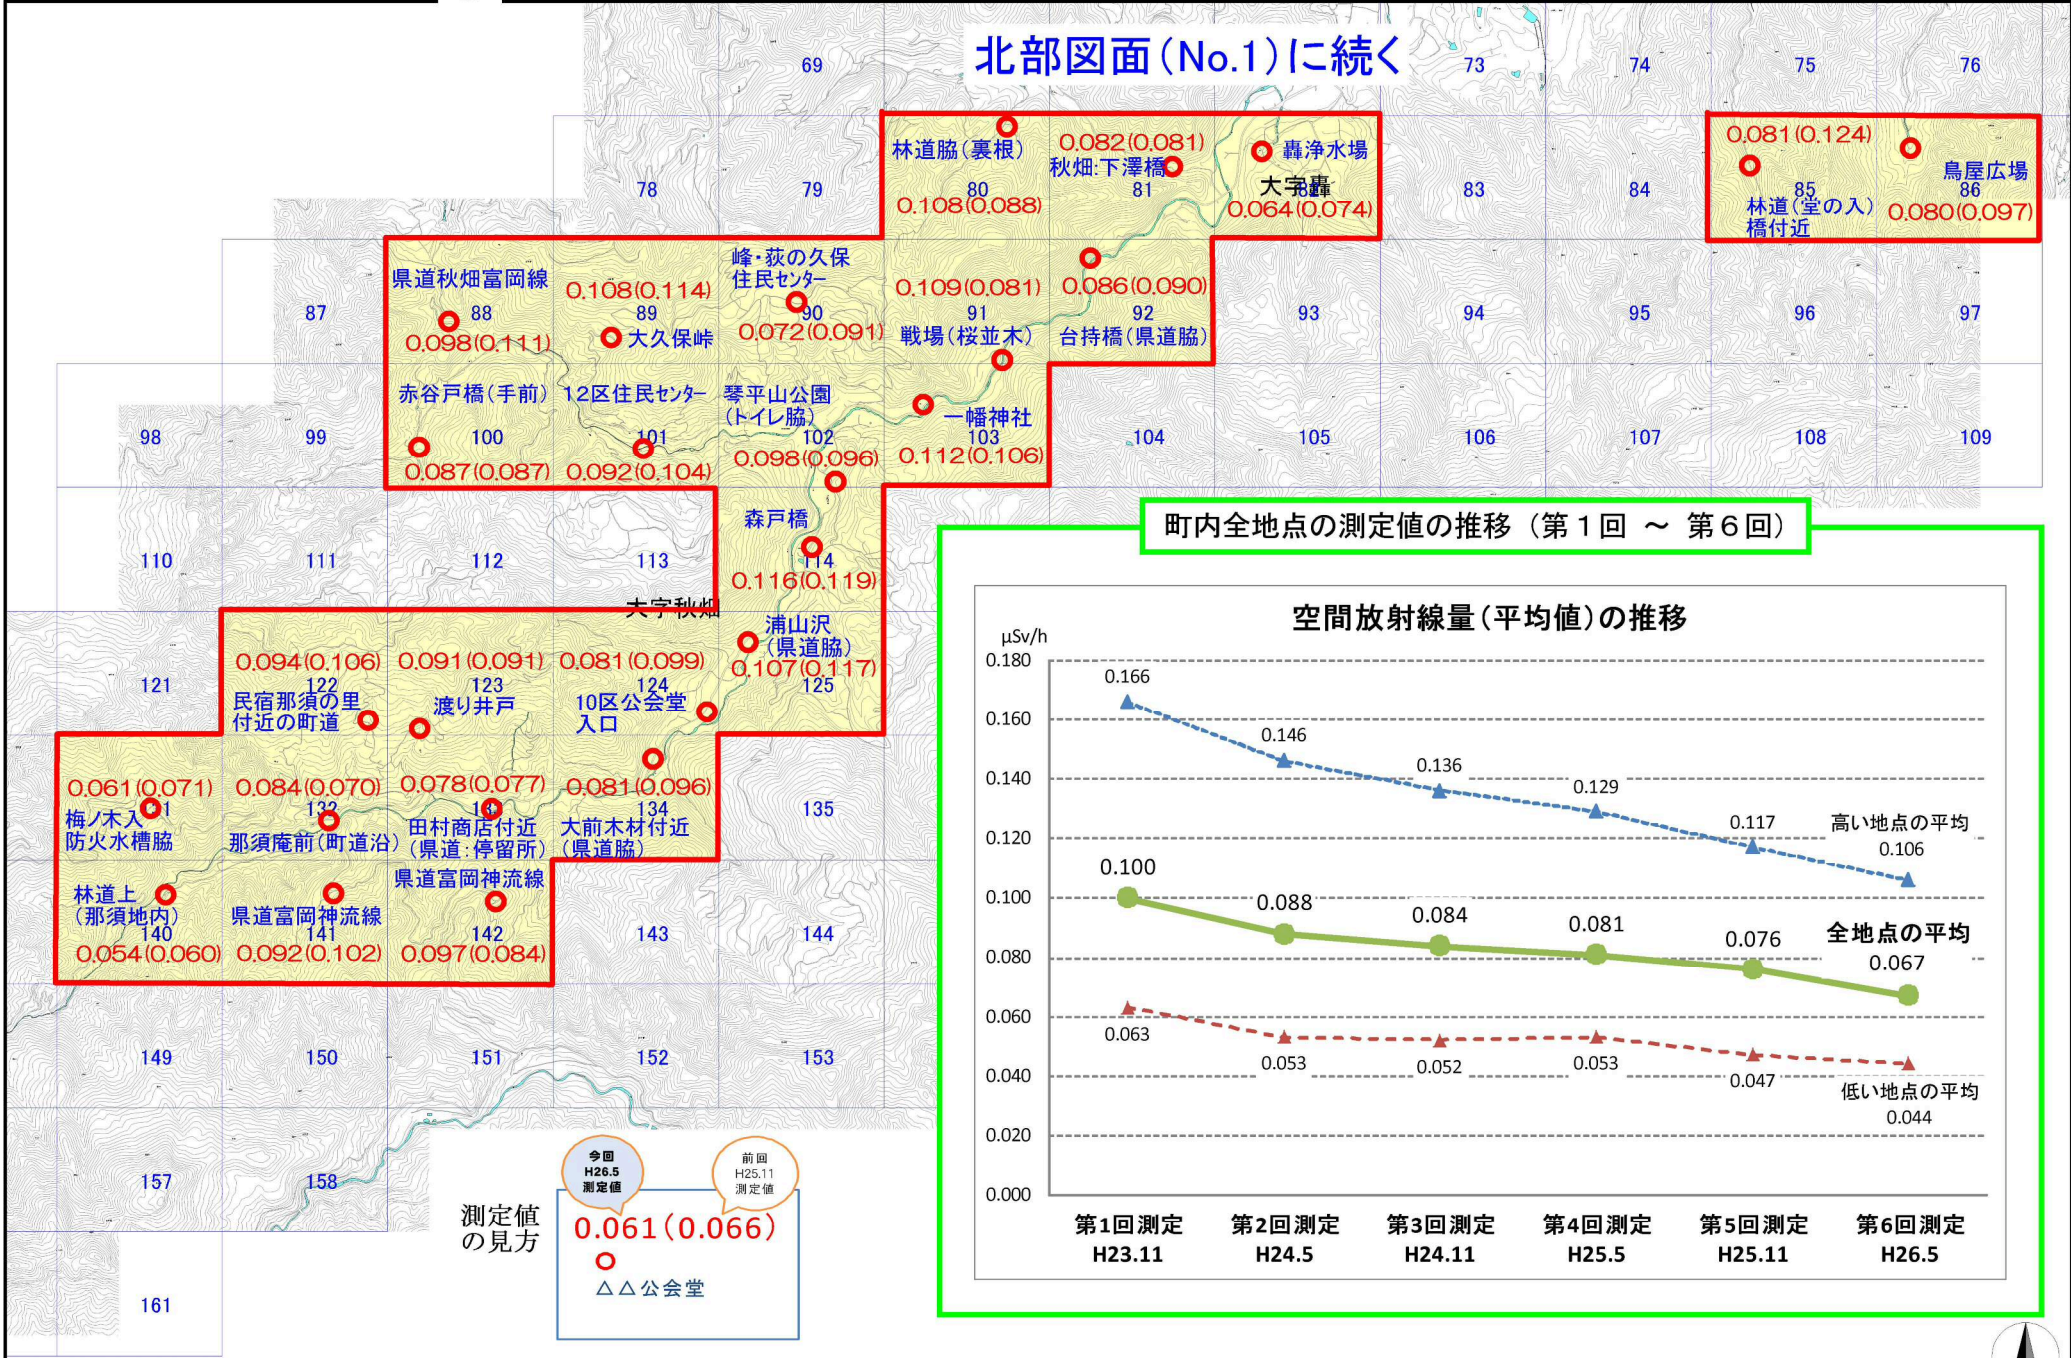 北部図面(No.1)に続く
69
73
74
75
76
林道脇(裏根)
80
0.108(0.088)
0.082(0.081)
秋畑:下澤橋
81
轟浄水場
大字轟
82
0.064(0.074)
83
84
0.081(0.124)
85
林道(堂の入)
橋付近
鳥屋広場
86
0.080(0.097)
78
79
87
県道秋畑富岡線
88
0.098(0.111)
0.108(0.114)
89
大久保峠
峰・荻の久保
住民センター
90
0.072(0.091)
0.109(0.081)
91
戦場(桜並木)
0.086(0.090)
92
台持橋(県道脇)
93
94
95
96
97
98
99
赤谷戸橋(手前)
100
0.087(0.087)
12区住民センター
101
0.092(0.104)
琴平山公園
(トイレ脇)
102
0.098(0.096)
一幡神社
103
0.112(0.106)
104
105
106
107
108
109
110
111
112
113
森戸橋
114
0.116(0.119)
大字秋畑
浦山沢
(県道脇)
0.107(0.117)
125
121
0.094(0.106)
122
民宿那須の里
付近の町道
0.091(0.091)
123
渡り井戸
0.081(0.099)
124
10区公会堂
入口
0.061(0.071)
131
梅ノ木入
防火水槽脇
0.084(0.070)
132
那須庵前(町道沿)
0.078(0.077)
133
田村商店付近
(県道:停留所)
0.081(0.096)
134
大前木材付近
(県道脇)
135
林道上
(那須地内)
140
0.054(0.060)
県道富岡神流線
141
0.092(0.102)
県道富岡神流線
142
0.097(0.084)
143
144
149
150
151
152
153
157
158
161
測定値
の見方
今回
H26.5
測定値
前回
H25.11
測定値
0.061(0.066)
△△公会堂
町内全地点の測定値の推移(第1回 ~ 第6回)
空間放射線量(平均値)の推移
μSv/h
0.180
0.160
0.140
0.120
0.100
0.080
0.060
0.040
0.020
0.000
0.166
0.146
0.136
0.129
0.117
高い地点の平均
0.106
0.100
0.088
0.084
0.081
0.076
全地点の平均
0.067
0.063
0.053
0.052
0.053
0.047
低い地点の平均
0.044
第1回測定 第2回測定 第3回測定 第4回測定 第5回測定 第6回測定
H23.11 H24.5 H24.11 H25.5 H25.11 H26.5